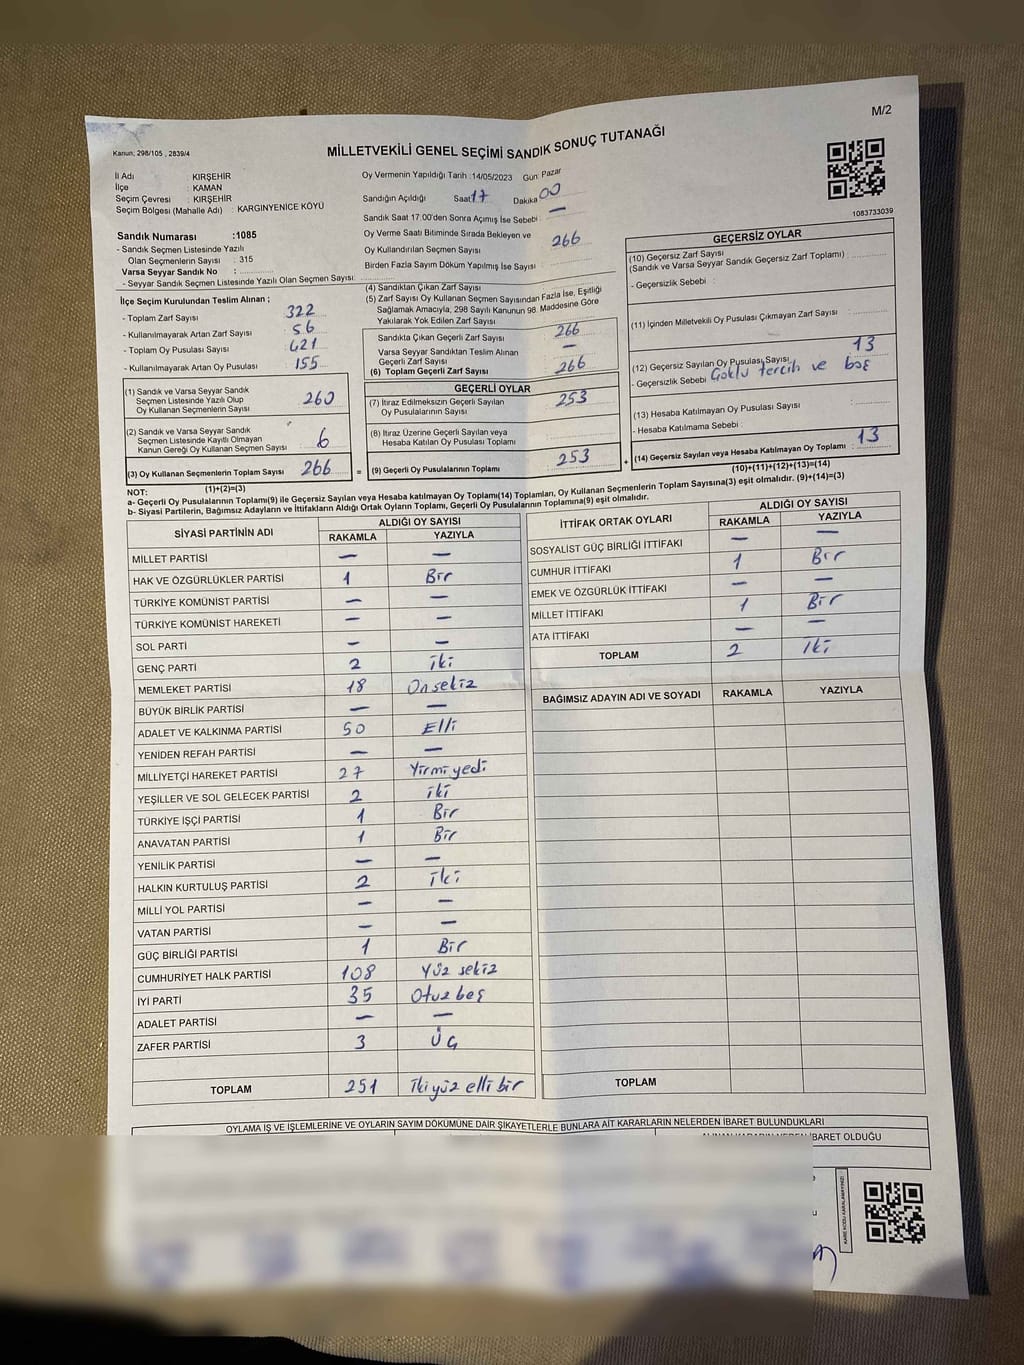 M/2
Kanun; 298/105 , 2839/4
MİLLETVEKİLİ GENEL SEÇİMİ SANDIK SONUÇ TUTANAĞI
1083733039
İl Adı : KIRŞEHİR
İlçe : KAMAN
Seçim Çevresi : KIRŞEHİR
Seçim Bölgesi (Mahalle Adı) : KARGINYENİCE KÖYÜ
Sandık Numarası :1085
- Sandık Seçmen Listesinde Yazılı
Olan Seçmenlerin Sayısı : 315
Varsa Seyyar Sandık No :
- Seyyar Sandık Seçmen Listesinde Yazılı Olan Seçmen Sayısı:
Oy Vermenin Yapıldığı Tarih :14/05/2023 Gün: Pazar
Sandığın Açıldığı Saat 17 Dakika 00
Sandık Saat 17:00'den Sonra Açımış İse Sebebi : —
Oy Verme Saati Bitiminde Sırada Bekleyen ve
Oy Kullandırılan Seçmen Sayısı 266
Birden Fazla Sayım Döküm Yapılmış İse Sayısı
İlçe Seçim Kurulundan Teslim Alınan ;
- Toplam Zarf Sayısı 322
- Kullanılmayarak Artan Zarf Sayısı 56
- Toplam Oy Pusulası Sayısı 421
- Kullanılmayarak Artan Oy Pusulası 155
(1) Sandık ve Varsa Seyyar Sandık
Seçmen Listesinde Yazılı Olup
Oy Kullanan Seçmenlerin Sayısı 260
(2) Sandık ve Varsa Seyyar Sandık
Seçmen Listesinde Kayıtlı Olmayan
Kanun Gereği Oy Kullanan Seçmen Sayısı 6
(3) Oy Kullanan Seçmenlerin Toplam Sayısı 266
(1)+(2)=(3)
(4) Sandıktan Çıkan Zarf Sayısı
(5) Zarf Sayısı Oy Kullanan Seçmen Sayısından Fazla İse, Eşitliği
Sağlamak Amacıyla, 298 Sayılı Kanunun 98. Maddesine Göre
Yakılarak Yok Edilen Zarf Sayısı
Sandıkta Çıkan Geçerli Zarf Sayısı 266
Varsa Seyyar Sandıktan Teslim Alınan
Geçerli Zarf Sayısı —
(6) Toplam Geçerli Zarf Sayısı 266
GEÇERLİ OYLAR
(7) İtiraz Edilmeksizin Geçerli Sayılan
Oy Pusulalarının Sayısı 253
(8) İtiraz Üzerine Geçerli Sayılan veya
Hesaba Katılan Oy Pusulası Toplamı
= (9) Geçerli Oy Pusulalarının Toplamı 253 +
GEÇERSİZ OYLAR
(10) Geçersiz Zarf Sayısı
(Sandık ve Varsa Seyyar Sandık Geçersiz Zarf Toplamı) :
- Geçersizlik Sebebi :
(11) İçinden Milletvekili Oy Pusulası Çıkmayan Zarf Sayısı
(12) Geçersiz Sayılan Oy Pusulası Sayısı 13
- Geçersizlik Sebebi Çoklu tercih ve boş
(13) Hesaba Katılmayan Oy Pusulası Sayısı
- Hesaba Katılmama Sebebi :
(14) Geçersiz Sayılan veya Hesaba Katılmayan Oy Toplamı 13
(10)+(11)+(12)+(13)=(14)
NOT:
a- Geçerli Oy Pusulalarının Toplamı(9) ile Geçersiz Sayılan veya Hesaba katılmayan Oy Toplamı(14) Toplamları, Oy Kullanan Seçmenlerin Toplam Sayısına(3) eşit olmalıdır. (9)+(14)=(3)
b- Siyasi Partilerin, Bağımsız Adayların ve İttifakların Aldığı Ortak Oyların Toplamı, Geçerli Oy Pusulalarının Toplamına(9) eşit olmalıdır.
SİYASİ PARTİNİN ADI ALDIĞI OY SAYISI
RAKAMLA YAZIYLA
MİLLET PARTİSİ — —
HAK VE ÖZGÜRLÜKLER PARTİSİ 1 Bir
TÜRKİYE KOMÜNİST PARTİSİ — —
TÜRKİYE KOMÜNİST HAREKETİ — —
SOL PARTİ — —
GENÇ PARTİ 2 iki
MEMLEKET PARTİSİ 18 Onsekiz
BÜYÜK BİRLİK PARTİSİ — —
ADALET VE KALKINMA PARTİSİ 50 Elli
YENİDEN REFAH PARTİSİ — —
MİLLİYETÇİ HAREKET PARTİSİ 27 Yirmiyedi
YEŞİLLER VE SOL GELECEK PARTİSİ 2 iki
TÜRKİYE İŞÇİ PARTİSİ 1 Bir
ANAVATAN PARTİSİ 1 Bir
YENİLİK PARTİSİ — —
HALKIN KURTULUŞ PARTİSİ 2 iki
MİLLİ YOL PARTİSİ — —
VATAN PARTİSİ — —
GÜÇ BİRLİĞİ PARTİSİ 1 Bir
CUMHURİYET HALK PARTİSİ 108 Yüz sekiz
İYİ PARTİ 35 Otuzbeş
ADALET PARTİSİ — —
ZAFER PARTİSİ 3 Üç
TOPLAM 251 İkiyüz elli bir
İTTİFAK ORTAK OYLARI ALDIĞI OY SAYISI
RAKAMLA YAZIYLA
SOSYALİST GÜÇ BİRLİĞİ İTTİFAKI — —
CUMHUR İTTİFAKI 1 Bir
EMEK VE ÖZGÜRLÜK İTTİFAKI — —
MİLLET İTTİFAKI 1 Bir
ATA İTTİFAKI — —
TOPLAM 2 İki
BAĞIMSIZ ADAYIN ADI VE SOYADI RAKAMLA YAZIYLA
TOPLAM
OYLAMA İŞ VE İŞLEMLERİNE VE OYLARIN SAYIM DÖKÜMÜNE DAİR ŞİKAYETLERLE BUNLARA AİT KARARLARIN NELERDEN İBARET BULUNDUKLARI
İBARET OLDUĞU
KARE KODU KARALAMAYINIZ!